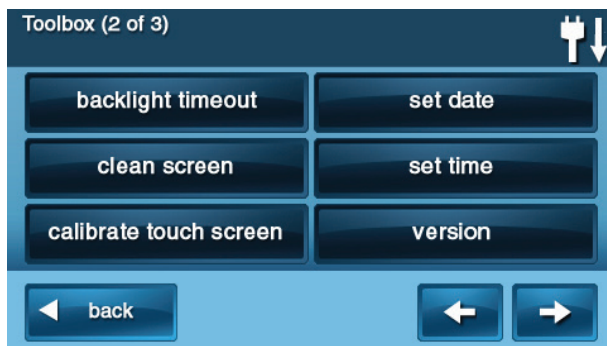 Toolbox (2 of 3)
backlight timeout
set date
clean screen
set time
calibrate touch screen
version
back